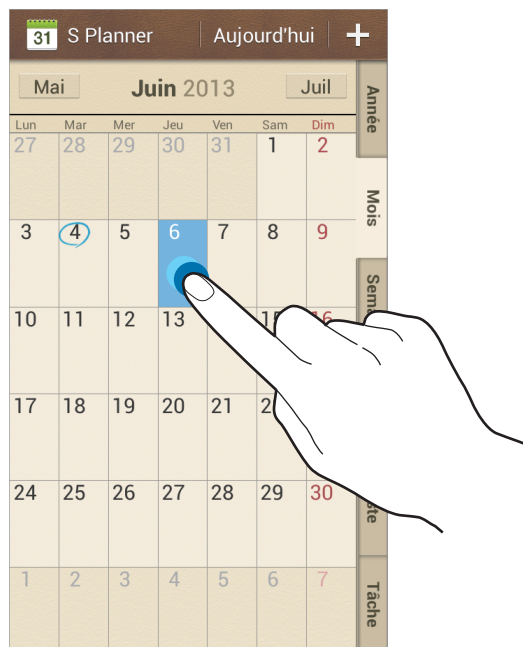 31 S Planner Aujourd'hui +
Mai Juin 2013 Juil
Lun Mar Mer Jeu Ven Sam Dim
27 28 29 30 31 1 2
3 4 5 6 7 8 9
10 11 12 13 15 16
17 18 19 20 21
24 25 26 27 28 29 30
1 2 3 4 5 6 7
Année
Mois
Tâche